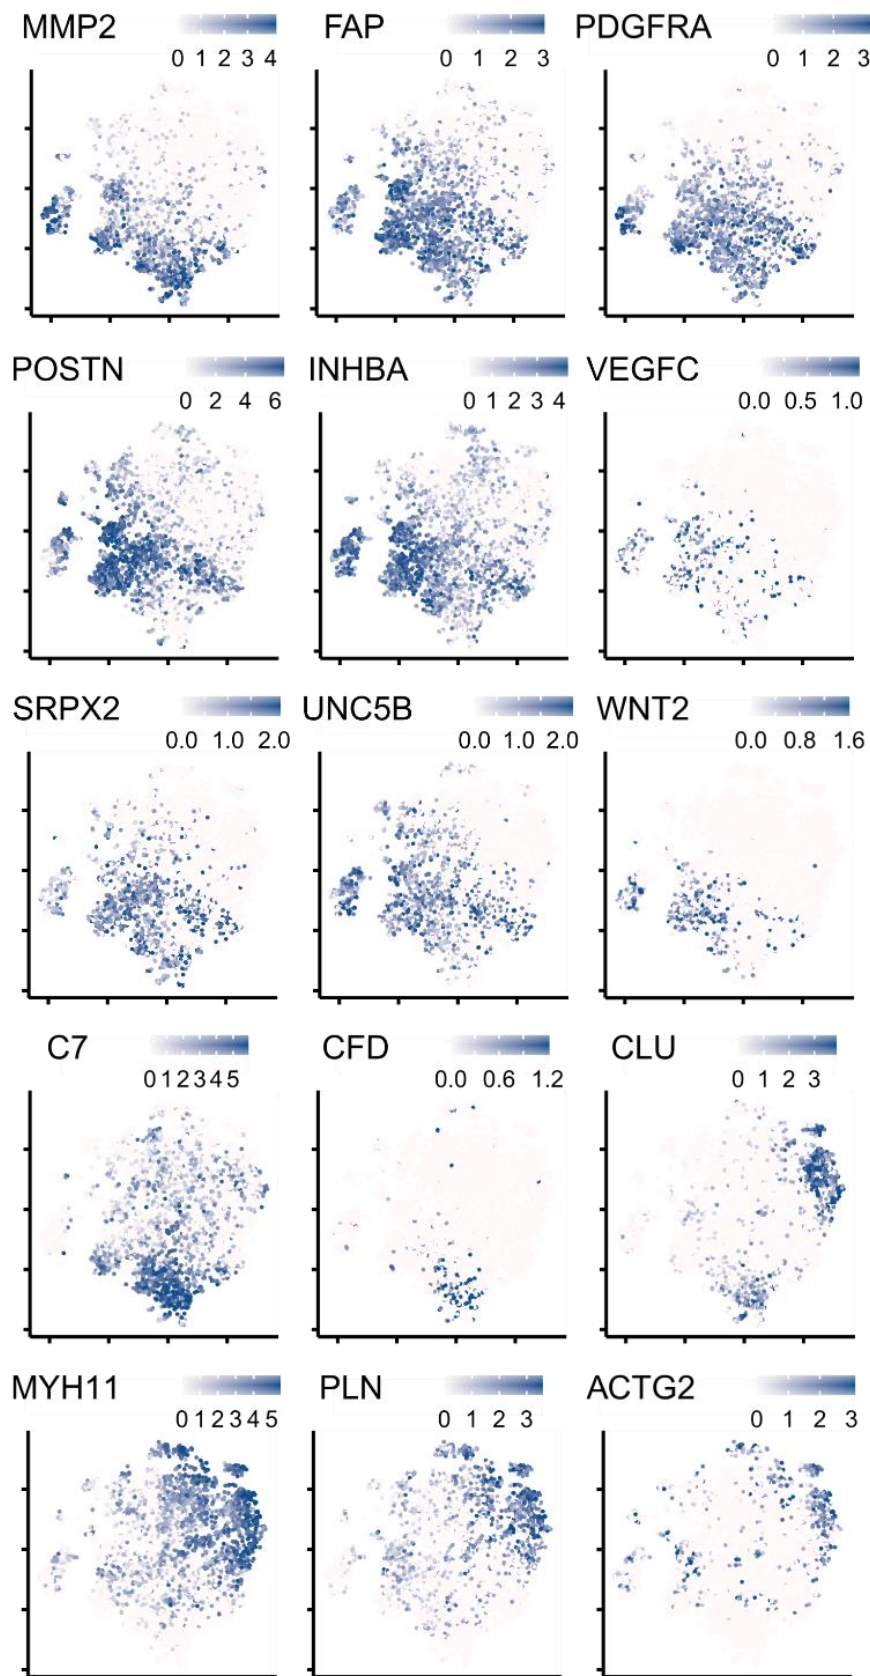 MMP2 FAP PDGFRA
0 1 2 3 4 0 1 2 3 0 1 2 3
POSTN INHBA VEGFC
0 2 4 6 0 1 2 3 4 0.0 0.5 1.0
SRPX2 UNC5B WNT2
0.0 1.0 2.0 0.0 1.0 2.0 0.0 0.8 1.6
C7 CFD CLU
0 1 2 3 4 5 0.0 0.6 1.2 0 1 2 3
MYH11 PLN ACTG2
0 1 2 3 4 5 0 1 2 3 0 1 2 3